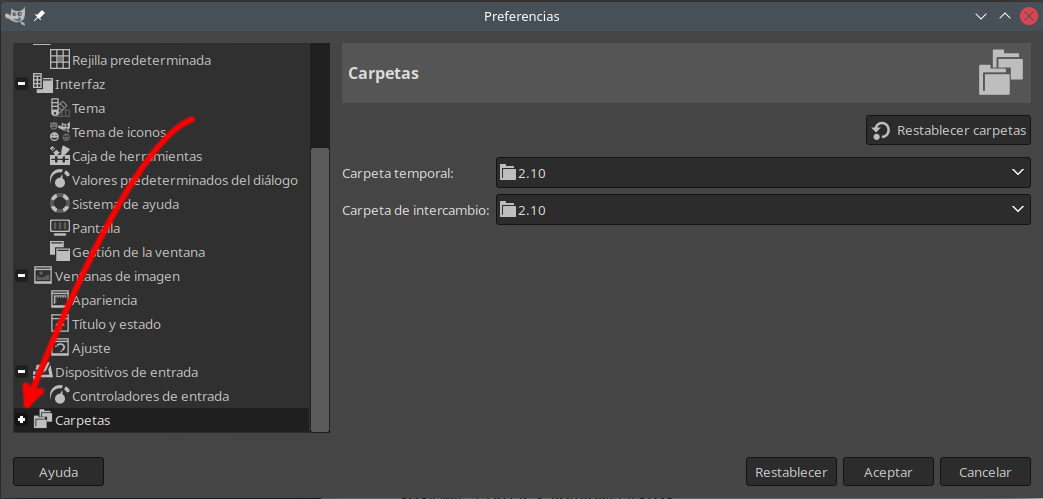 Preferencias
Rejilla predeterminada
Interfaz
Tema
Tema de iconos
Caja de herramientas
Valores predeterminados del diálogo
Sistema de ayuda
Pantalla
Gestión de la ventana
Ventanas de imagen
Apariencia
Título y estado
Ajuste
Dispositivos de entrada
Controladores de entrada
Carpetas
Carpetas
Restablecer carpetas
Carpeta temporal: 2.10
Carpeta de intercambio: 2.10
Ayuda Restablecer Aceptar Cancelar